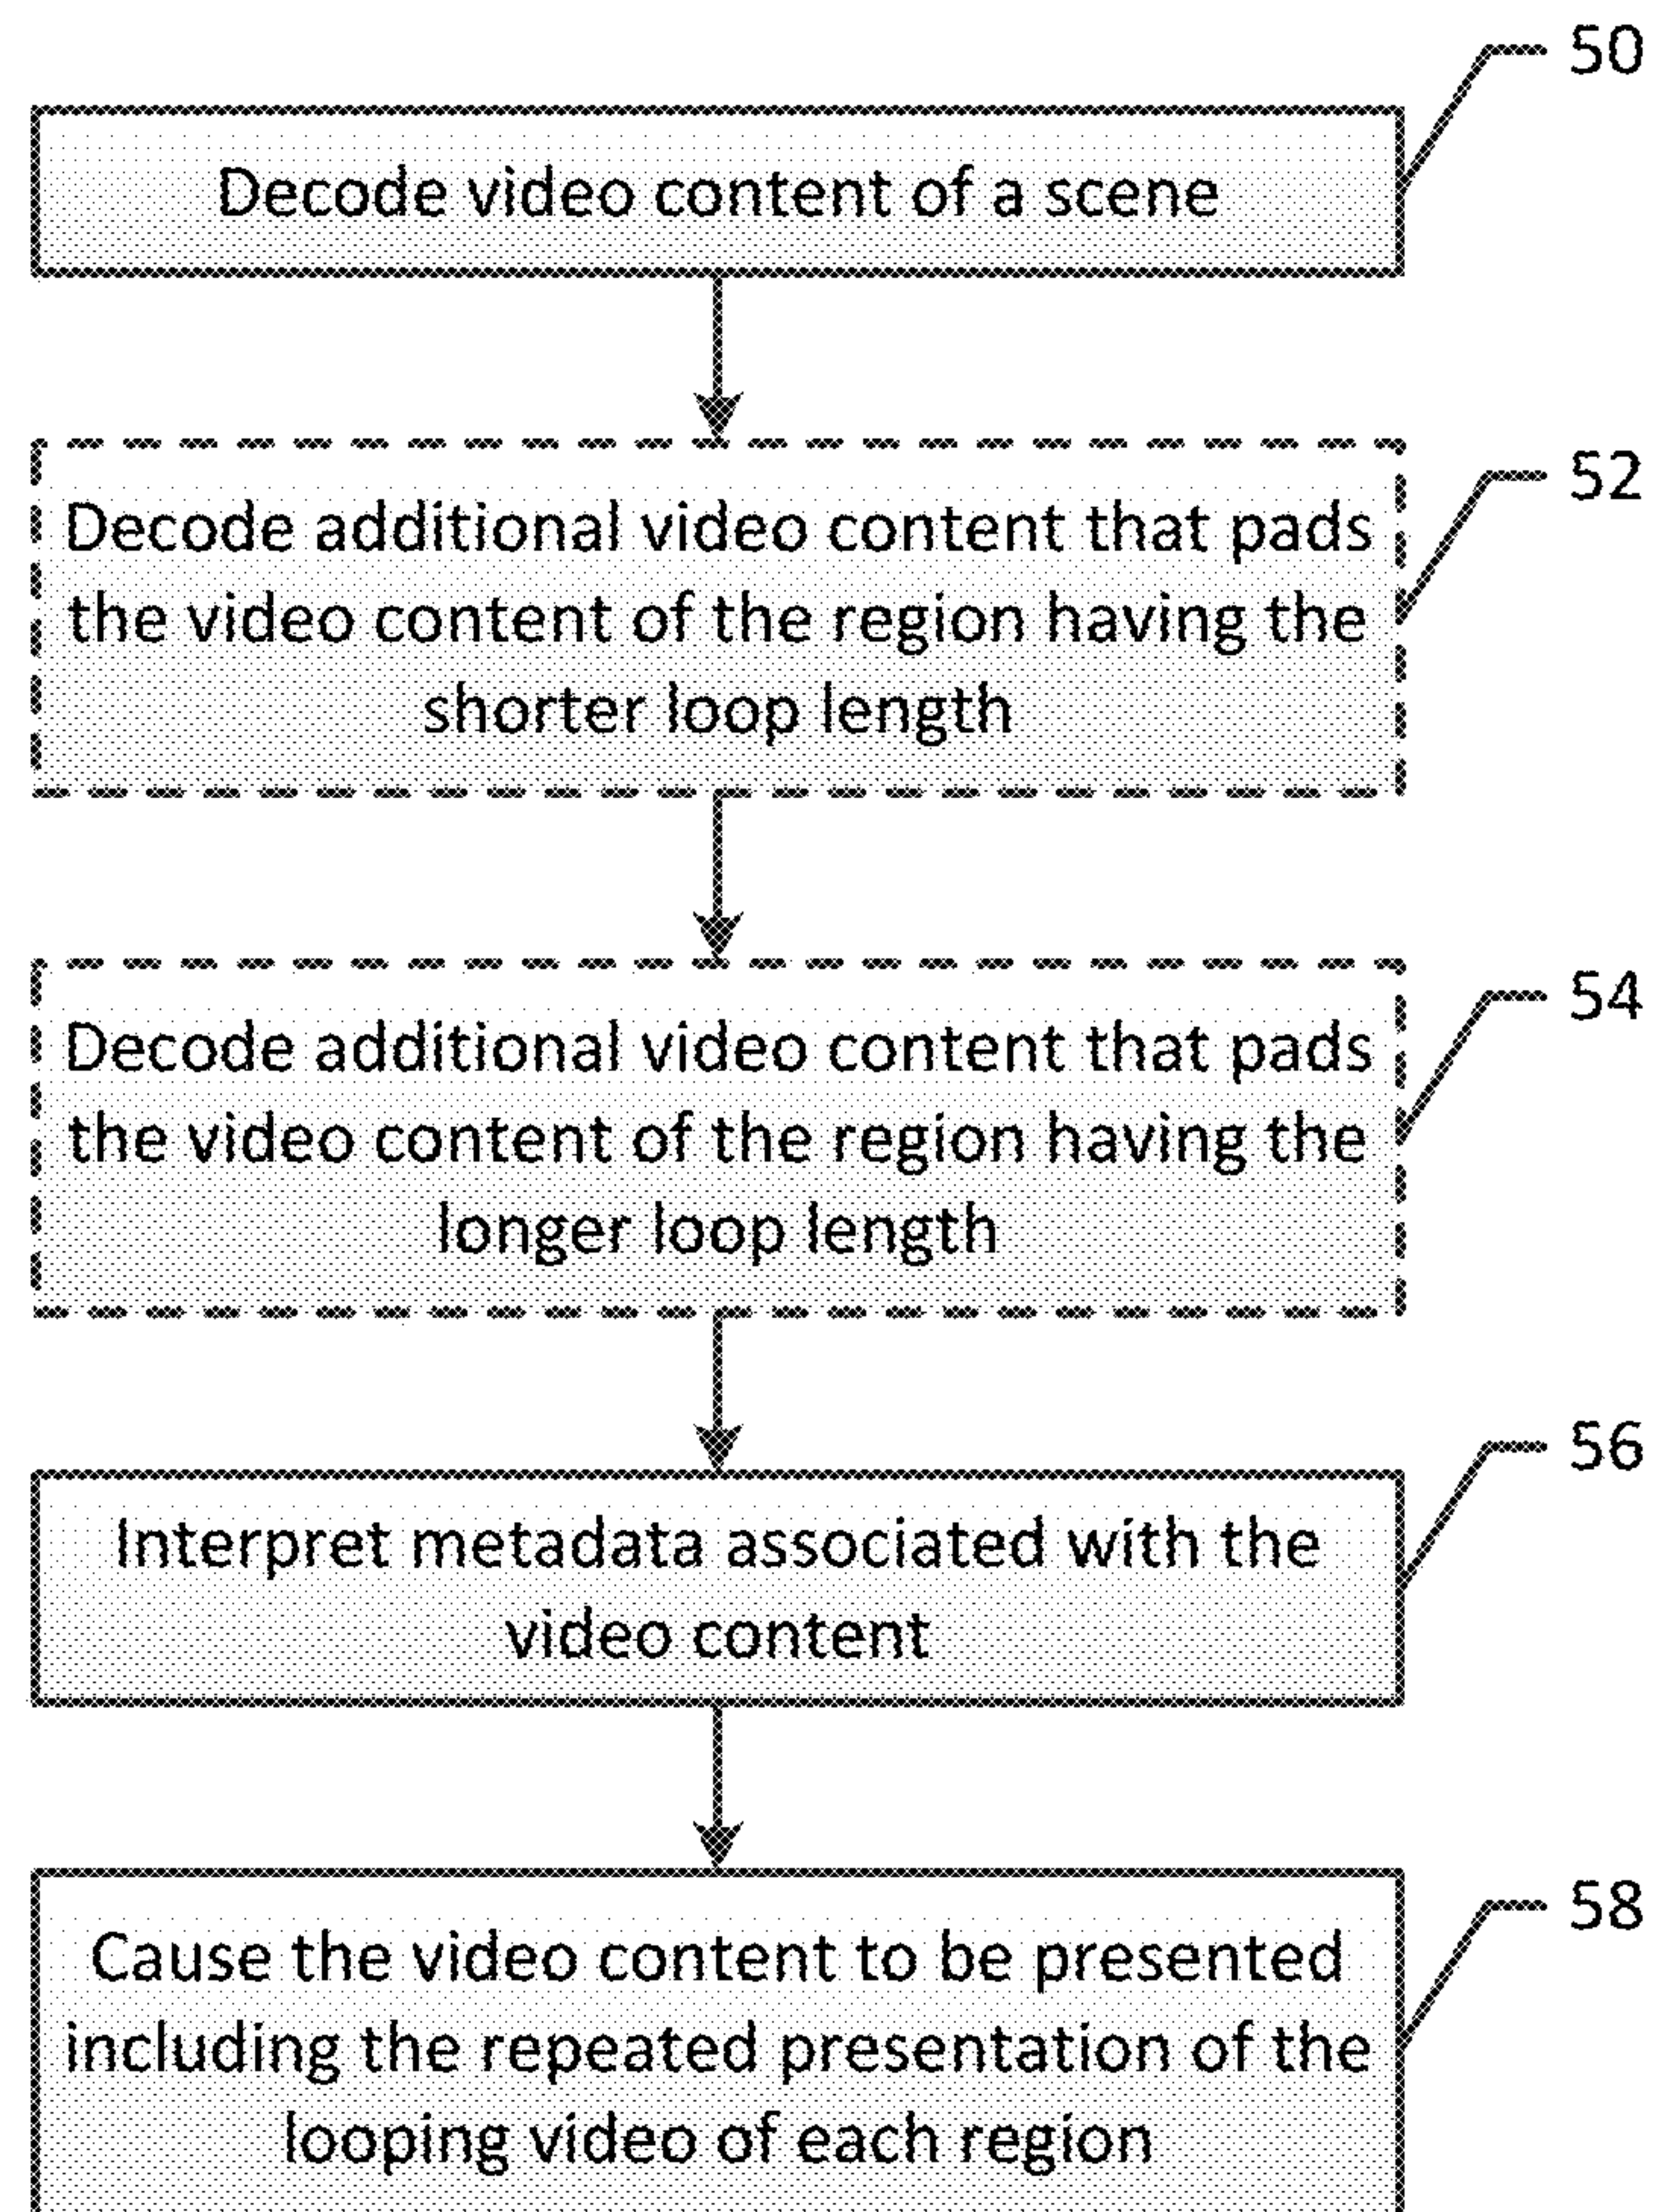 50
Decode video content of a scene
52
Decode additional video content that pads
the video content of the region having the
shorter loop length
54
Decode additional video content that pads
the video content of the region having the
longer loop length
56
Interpret metadata associated with the
video content
58
Cause the video content to be presented
including the repeated presentation of the
looping video of each region